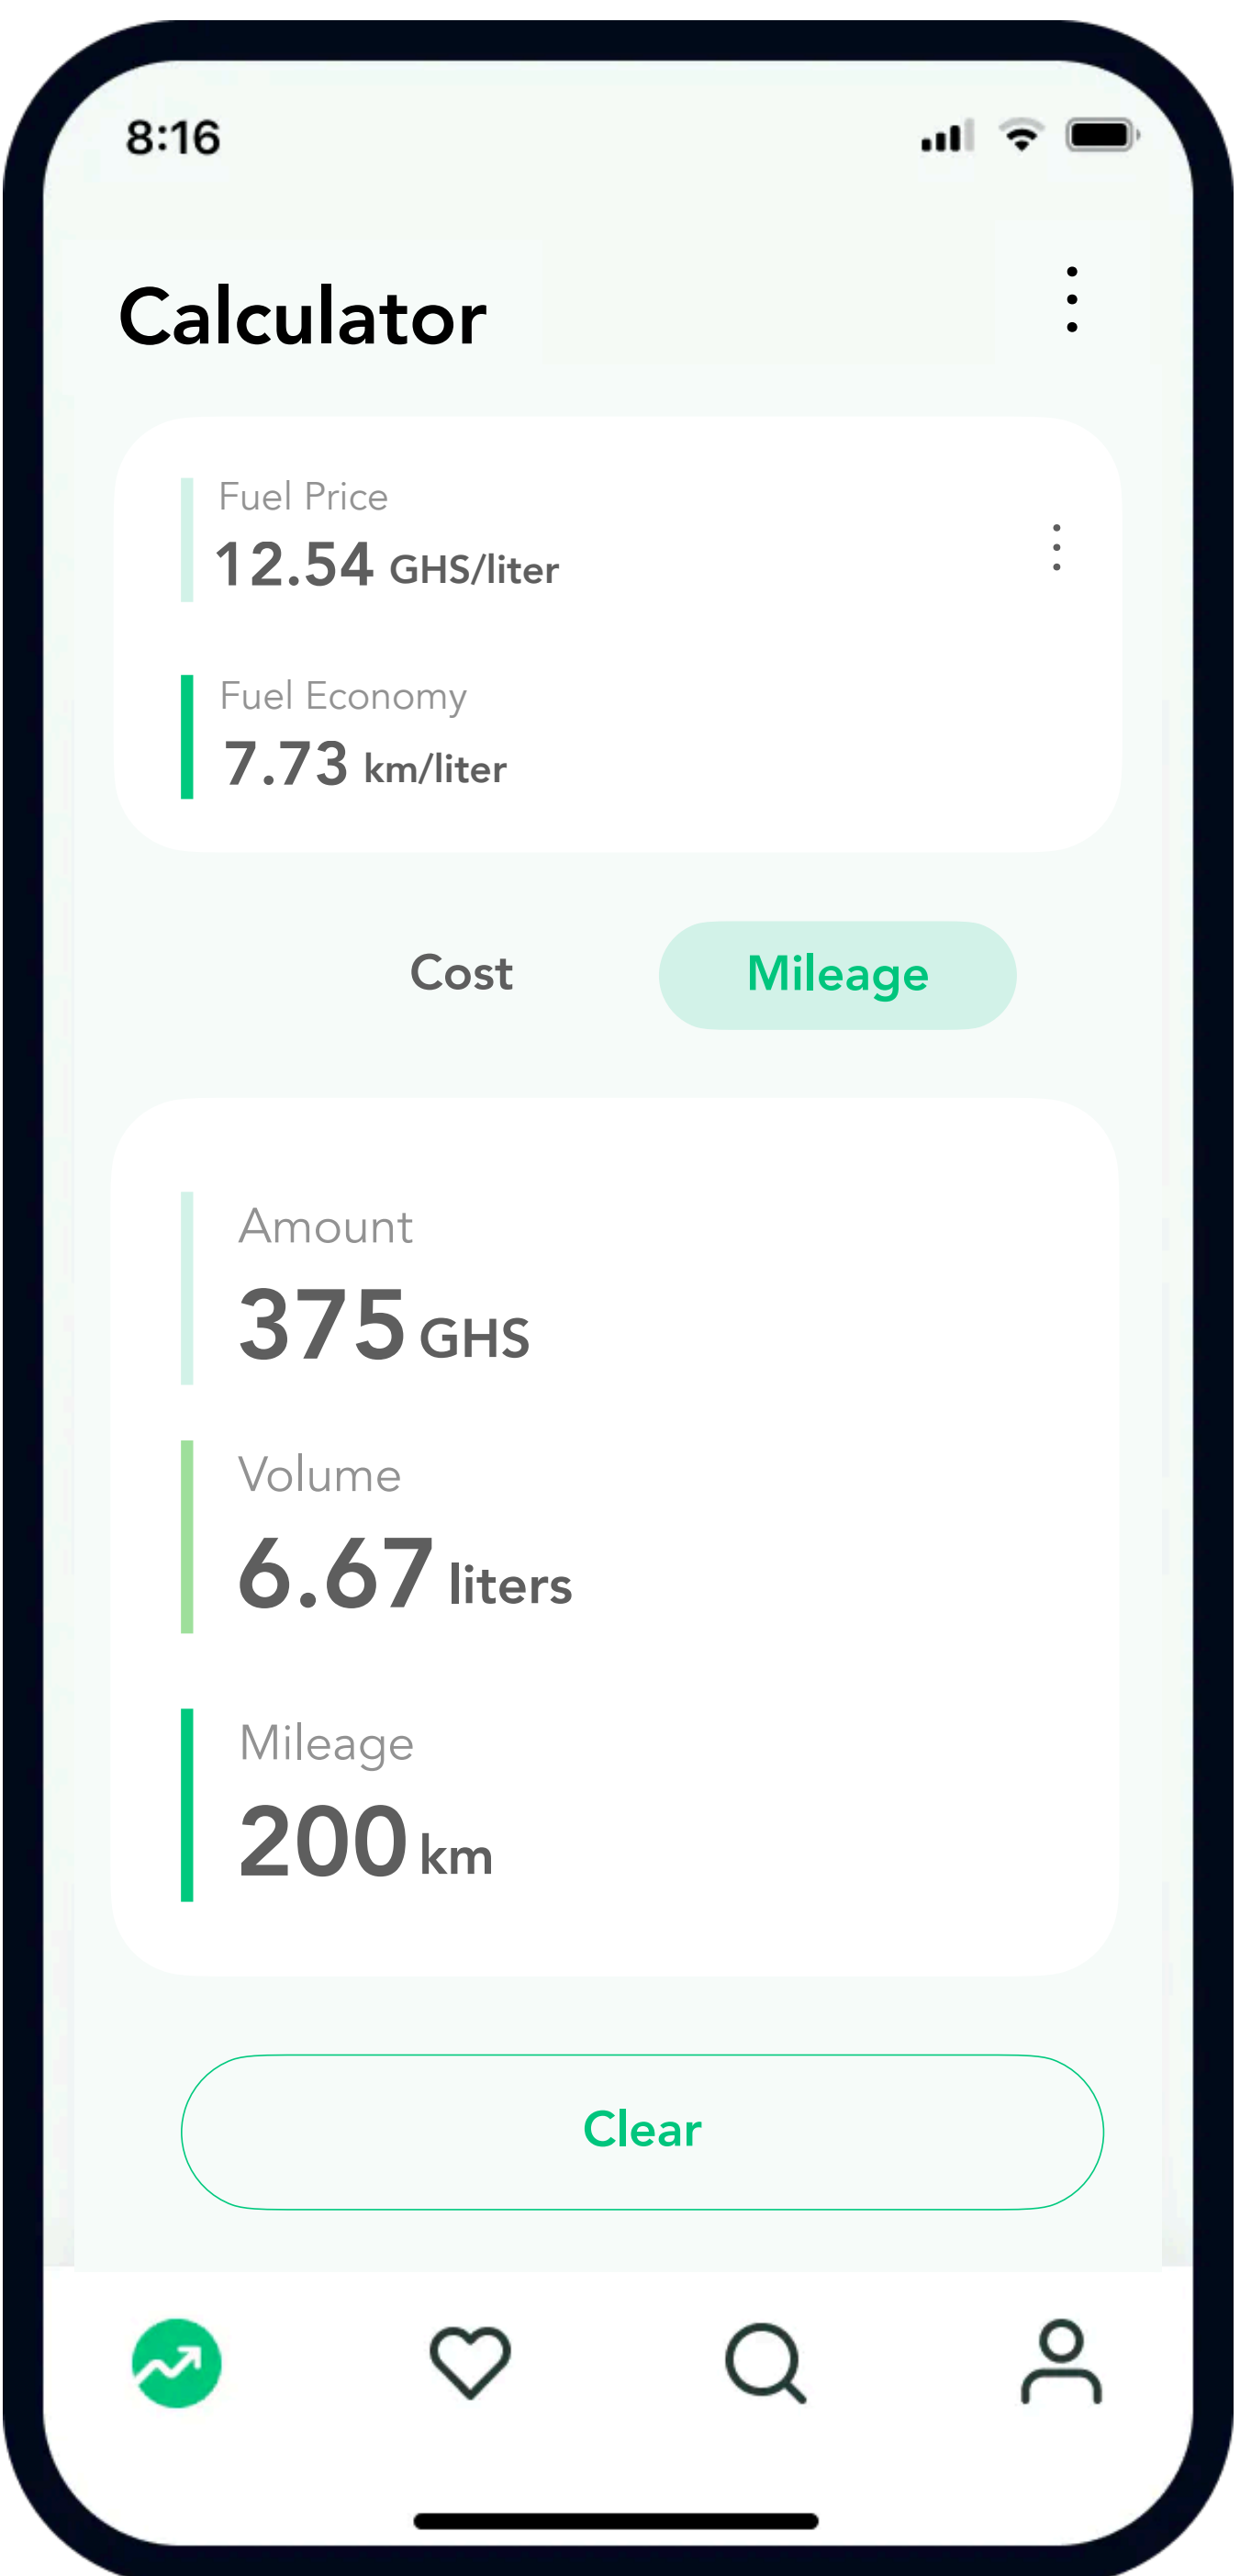 8:16
Calculator
Fuel Price
12.54 GHS/liter
Fuel Economy
7.73 km/liter
Cost
Mileage
Amount
375 GHS
Volume
6.67 liters
Mileage
200 km
Clear